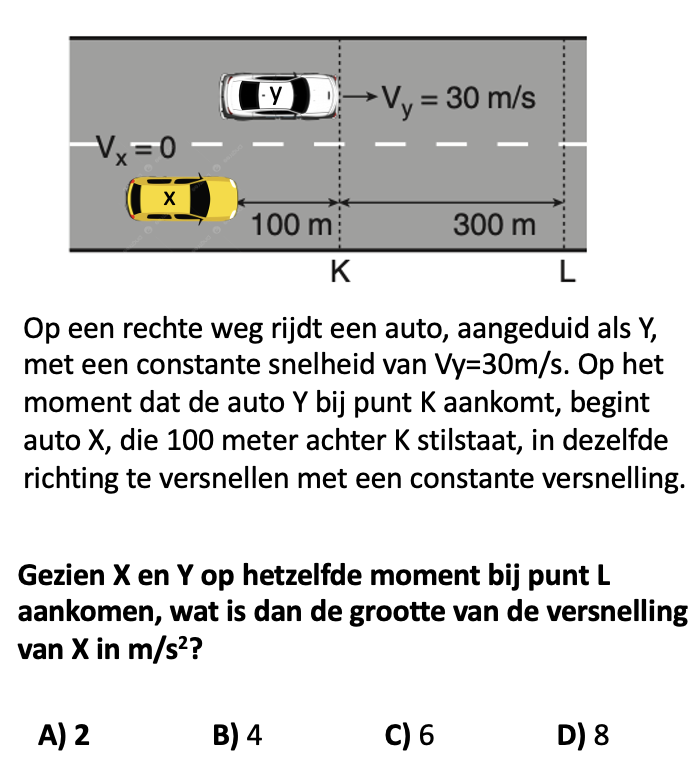 Y
Vy = 30 m/s
Vx = 0
X
100 m
300 m
K
L
Op een rechte weg rijdt een auto, aangeduid als Y,
met een constante snelheid van Vy=30m/s. Op het
moment dat de auto Y bij punt K aankomt, begint
auto X, die 100 meter achter K stilstaat, in dezelfde
richting te versnellen met een constante versnelling.
Gezien X en Y op hetzelfde moment bij punt L
aankomen, wat is dan de grootte van de versnelling
van X in m/s²?
A) 2 B) 4 C) 6 D) 8